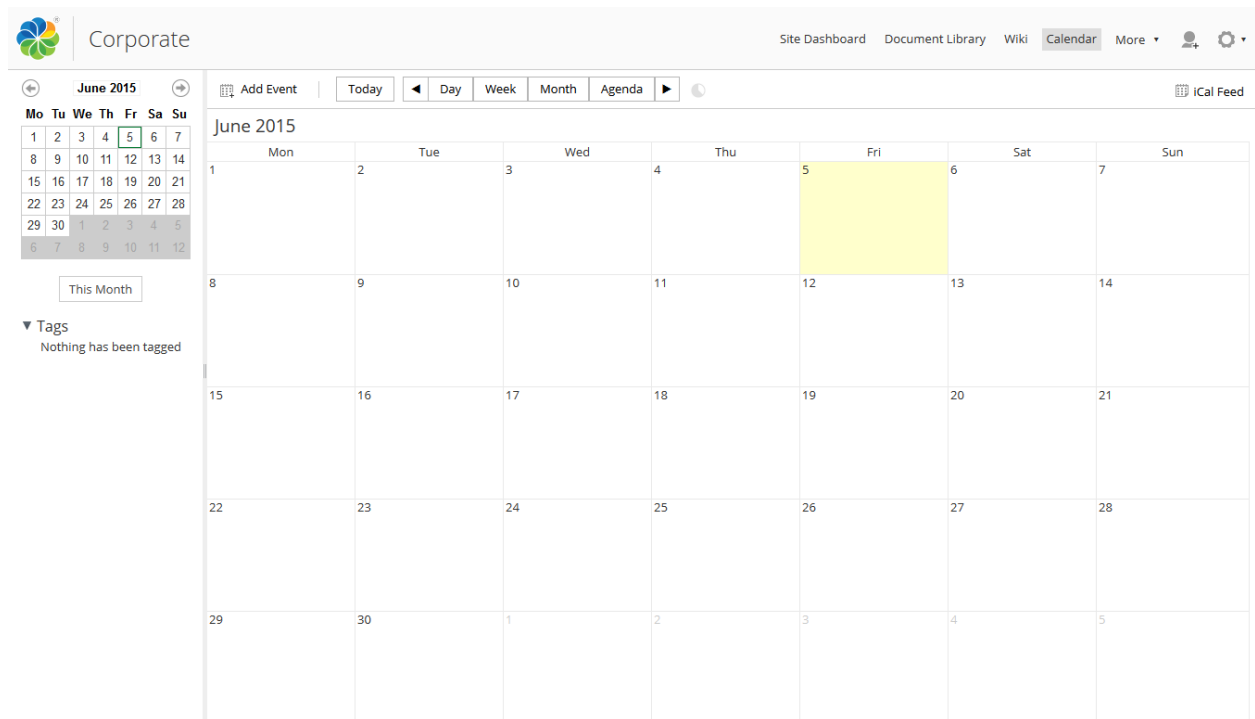 Corporate
Site Dashboard Document Library Wiki Calendar More
June 2015
Mo Tu We Th Fr Sa Su
1 2 3 4 5 6 7
8 9 10 11 12 13 14
15 16 17 18 19 20 21
22 23 24 25 26 27 28
29 30 1 2 3 4 5
6 7 8 9 10 11 12
This Month
Tags
Nothing has been tagged
Add Event Today Day Week Month Agenda iCal Feed
June 2015
Mon Tue Wed Thu Fri Sat Sun
1 2 3 4 5 6 7
8 9 10 11 12 13 14
15 16 17 18 19 20 21
22 23 24 25 26 27 28
29 30 1 2 3 4 5